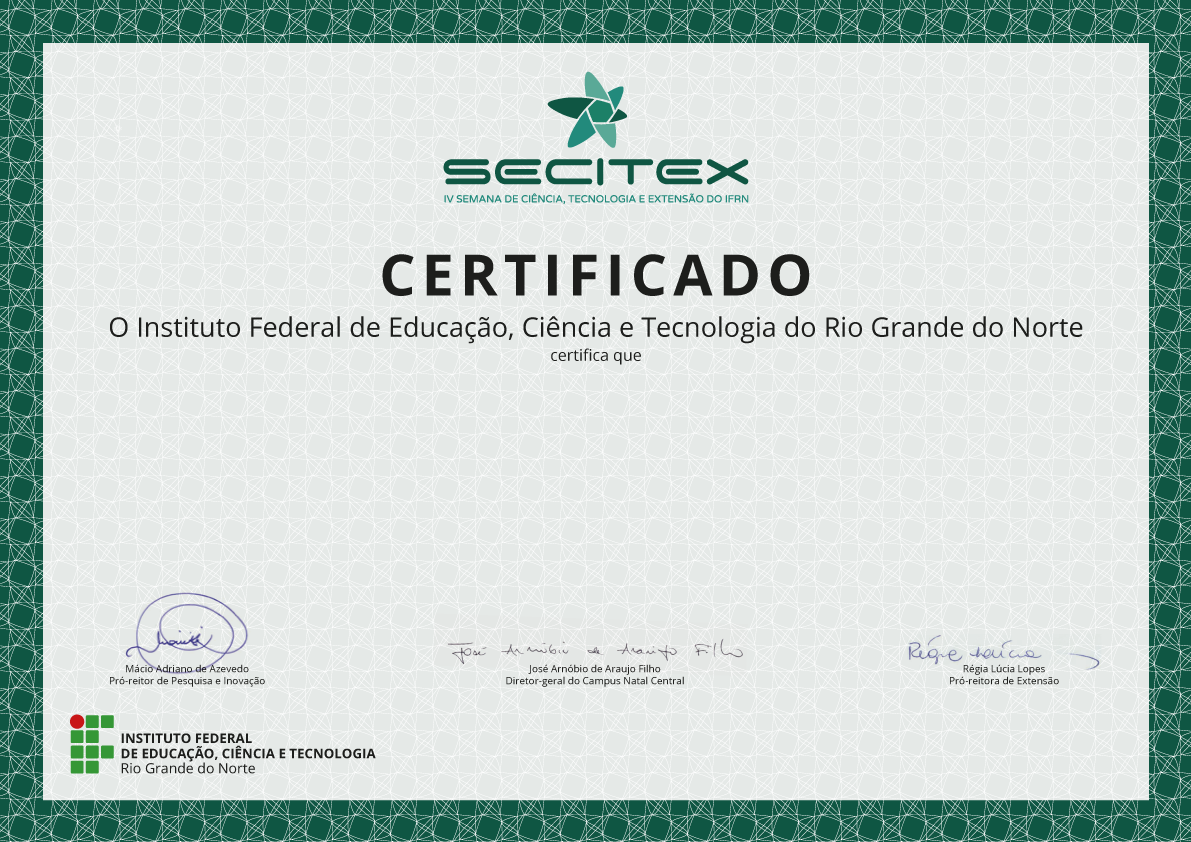 SECITEX
IV SEMANA DE CIÊNCIA, TECNOLOGIA E EXTENSÃO DO IFRN
CERTIFICADO
O Instituto Federal de Educação, Ciência e Tecnologia do Rio Grande do Norte
certifica que
José Arnóbio de Araujo Filho
Régia Lúcia
Mácio Adriano de Azevedo
Pró-reitor de Pesquisa e Inovação
José Arnóbio de Araujo Filho
Diretor-geral do Campus Natal Central
Régia Lúcia Lopes
Pró-reitora de Extensão
INSTITUTO FEDERAL
DE EDUCAÇÃO, CIÊNCIA E TECNOLOGIA
Rio Grande do Norte